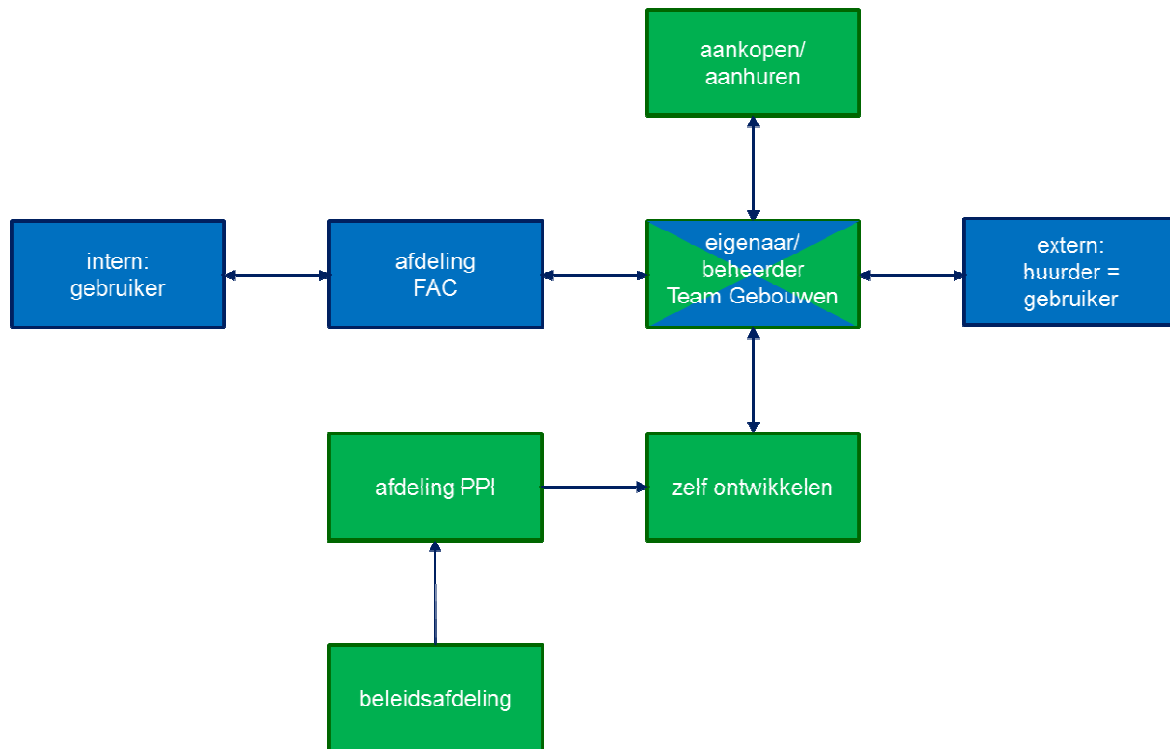 aankopen/
aanhuren
intern:
gebruiker
afdeling
FAC
eigenaar/
beheerder
Team Gebouwen
extern:
huurder =
gebruiker
afdeling PPI
zelf ontwikkelen
beleidsafdeling